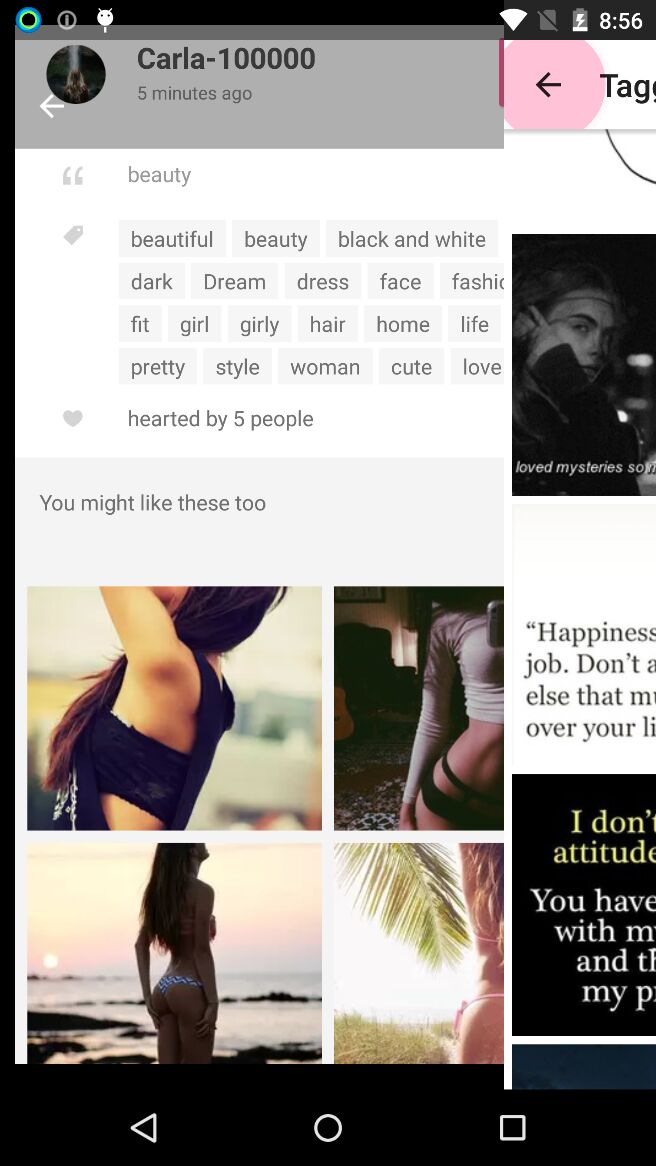 8:56
Carla-100000
5 minutes ago
Tagg
beauty
beautiful beauty black and white
dark Dream dress face fashic
fit girl girly hair home life
pretty style woman cute love
hearted by 5 people
loved mysteries so m
You might like these too
“Happiness
job. Don’t a
else that mu
over your li
I don’t
attitude
You have
with my
and th
my p